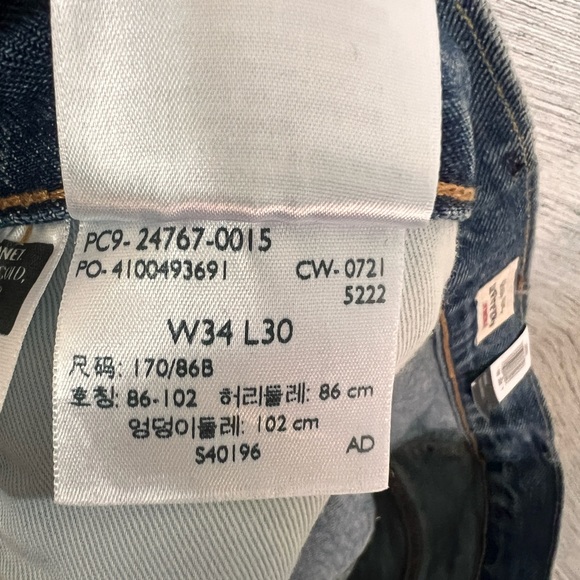 PC9-24767-0015
PO-4100493691 CW-0721
5222
W34 L30
尺码: 170/86B
호칭: 86-102 허리둘레: 86 cm
엉덩이둘레: 102 cm
S40196 AD